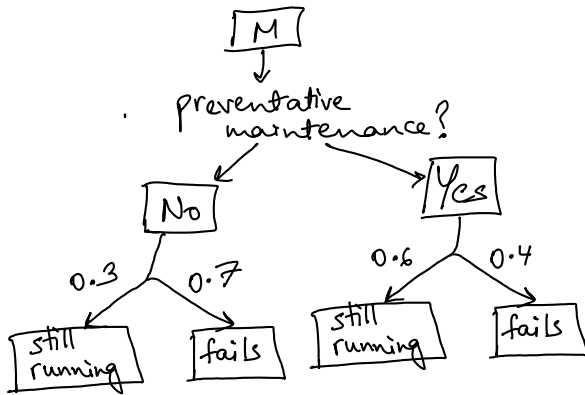 M
preventative
maintenance?
No
Yes
0.3
0.7
0.6
0.4
still
running
fails
still
running
fails